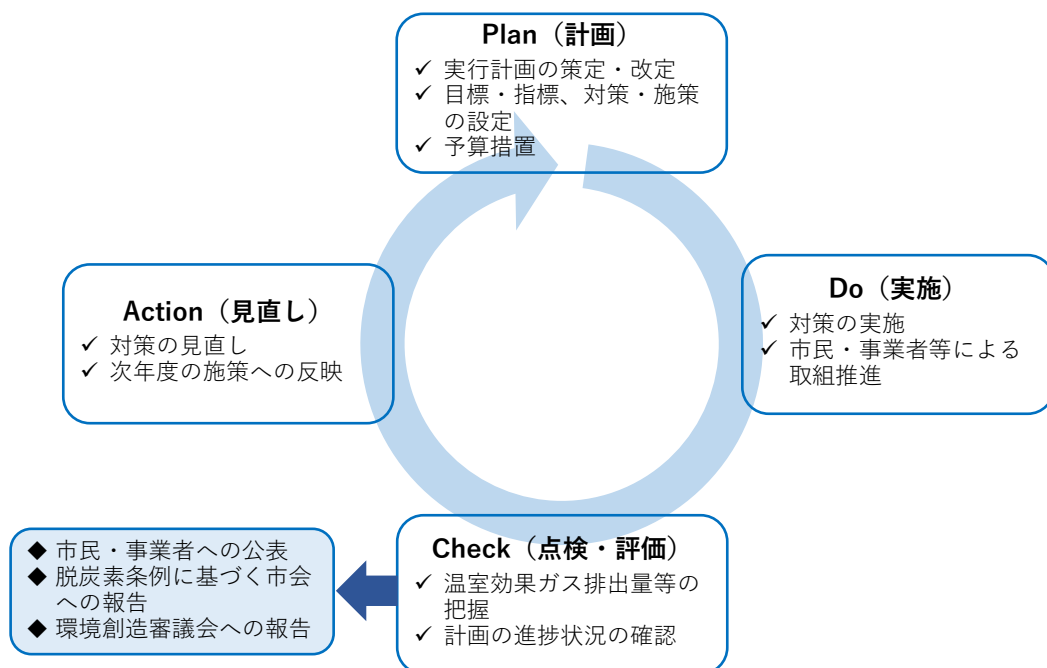 Plan（計画）
✓ 実行計画の策定・改定
✓ 目標・指標、対策・施策
の設定
✓ 予算措置
Do（実施）
✓ 対策の実施
✓ 市民・事業者等による
取組推進
Check（点検・評価）
✓ 温室効果ガス排出量等の
把握
✓ 計画の進捗状況の確認
◆ 市民・事業者への公表
◆ 脱炭素条例に基づく市会
への報告
◆ 環境創造審議会への報告
Action（見直し）
✓ 対策の見直し
✓ 次年度の施策への反映